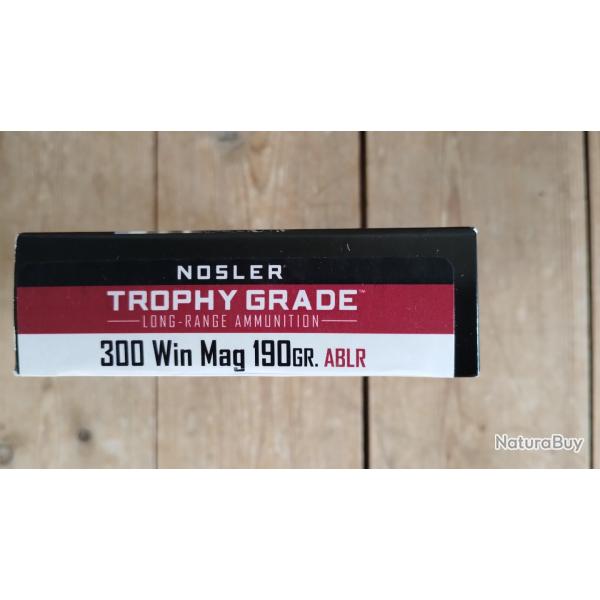 NOSLER
TROPHY GRADE™
LONG-RANGE AMMUNITION
300 Win Mag 190GR. ABLR
NaturaBuy